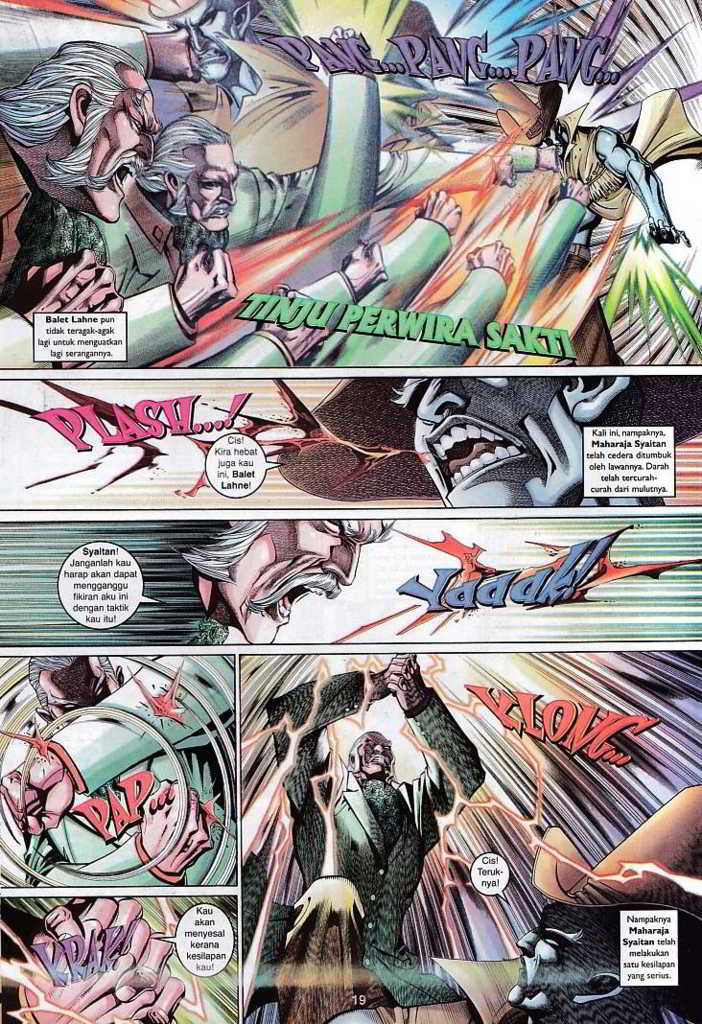 PANG...PANG...PANG...
Balet Lahne pun
tidak teragak-agak
lagi untuk menguatkan
lagi serangannya.
TINJU PERWIRA SAKTI
PLASH....!
Cis!
Kira hebat
juga kau
ini, Balet
Lahne!
Kali ini, nampaknya,
Maharaja Syaitan
telah cedera ditumbuk
oleh lawannya. Darah
telah tercurah-
curah dari mulutnya.
Syaitan!
Janganlah kau
harap akan dapat
mengganggu
fikiran aku ini
dengan taktik
kau itu!
Yaaak!
PAP...
KLONG...
Cis!
Teruk-
nya!
KRAK
Kau
akan
menyesal
kerana
kesilapan
kau!
Nampaknya
Maharaja
Syaitan telah
melakukan
satu kesilapan
yang serius.
19